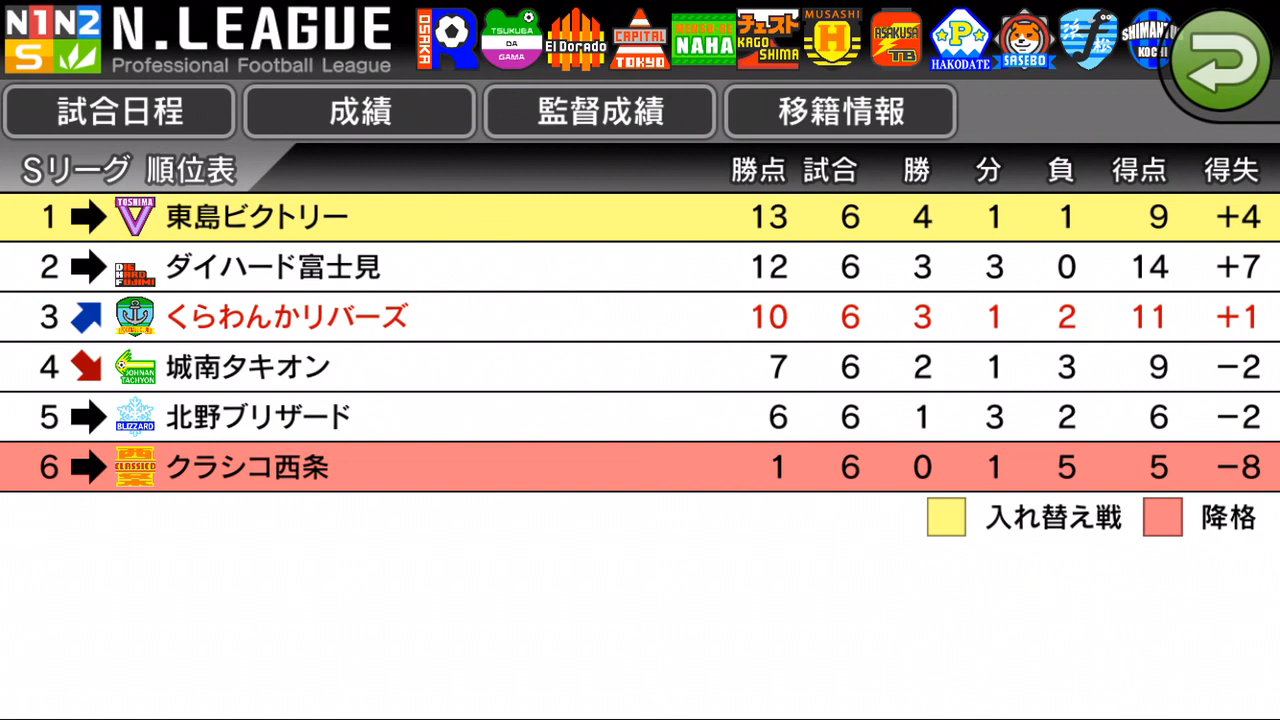 N1 N2 S N.LEAGUE
Professional Football League
OSAKA R TSUKUBA DA GAMA El Dorado CAPITAL TOKYO NAHA チェスト KAGOSHIMA MUSASHI H ASAKUSA TB P HAKODATE SASEBO SHIMANTO KOCHI
試合日程 成績 監督成績 移籍情報
Sリーグ 順位表 勝点 試合 勝 分 負 得点 得失
1 TOSHIMA V 東島ビクトリー 13 6 4 1 1 9 +4
2 DIE HARD FUJIMI ダイハード富士見 12 6 3 3 0 14 +7
3 くらわんかリバーズ 10 6 3 1 2 11 +1
4 JOHNAN TACHYON 城南タキオン 7 6 2 1 3 9 −2
5 BLIZZARD 北野ブリザード 6 6 1 3 2 6 −2
6 CLASSICO クラシコ西条 1 6 0 1 5 5 −8
入れ替え戦 降格